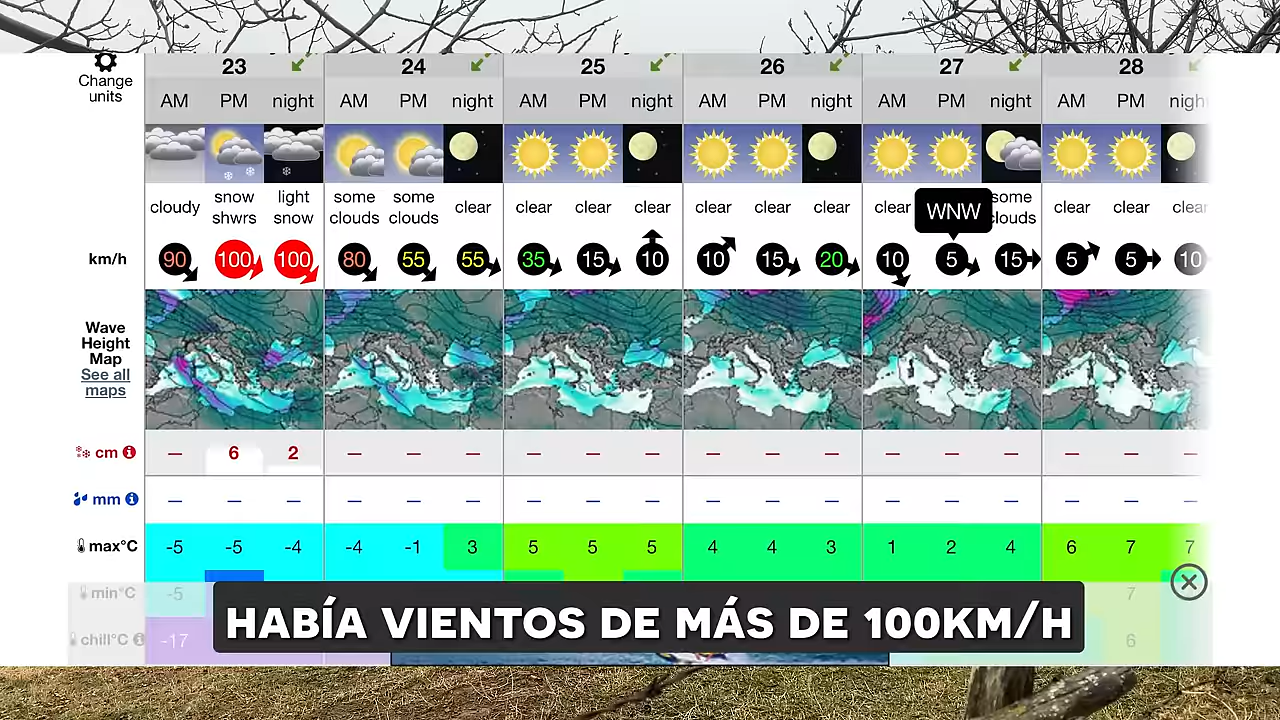 Change
units
23 24 25 26 27 28
AM PM night AM PM night AM PM night AM PM night AM PM night AM PM night
cloudy snow shwrs light snow some clouds some clouds clear clear clear clear clear clear clear clear WNW some clouds clear clear clear
km/h 90 100 100 80 55 55 35 15 10 10 15 20 10 5 15 5 5 10
Wave
Height
Map
See all
maps
cm — 6 2 — — — — — — — — — — — — — — —
mm — — — — — — — — — — — — — — — — — —
max°C -5 -5 -4 -4 -1 3 5 5 5 4 4 3 1 2 4 6 7 7
min°C -5 7
chill°C -17 6
HABÍA VIENTOS DE MÁS DE 100KM/H